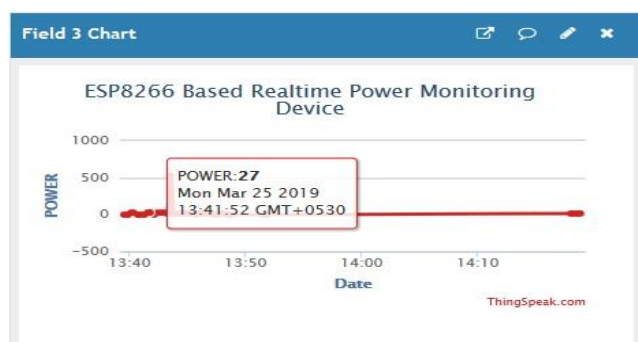 Field 3 Chart
ESP8266 Based Realtime Power Monitoring
Device
1000
500
0
-500
POWER
POWER:27
Mon Mar 25 2019
13:41:52 GMT+0530
13:40
13:50
14:00
14:10
Date
ThingSpeak.com